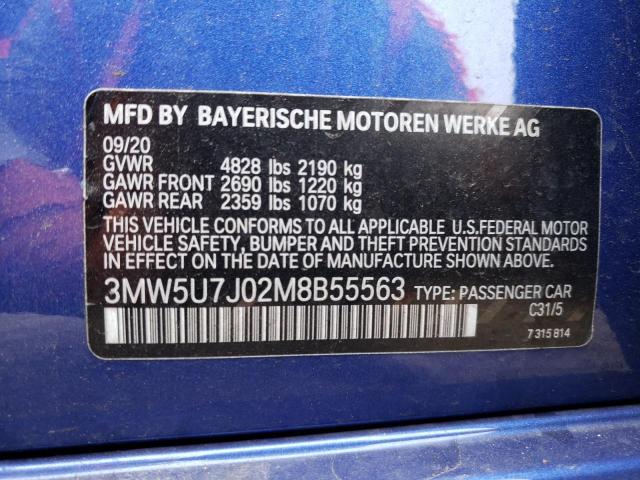 MFD BY BAYERISCHE MOTOREN WERKE AG
09/20
GVWR 4828 lbs 2190 kg
GAWR FRONT 2690 lbs 1220 kg
GAWR REAR 2359 lbs 1070 kg
THIS VEHICLE CONFORMS TO ALL APPLICABLE U.S.FEDERAL MOTOR
VEHICLE SAFETY, BUMPER AND THEFT PREVENTION STANDARDS
IN EFFECT ON THE DATE OF MANUFACTURE SHOWN ABOVE.
3MW5U7J02M8B55563 TYPE: PASSENGER CAR
C31/5
7 315 814